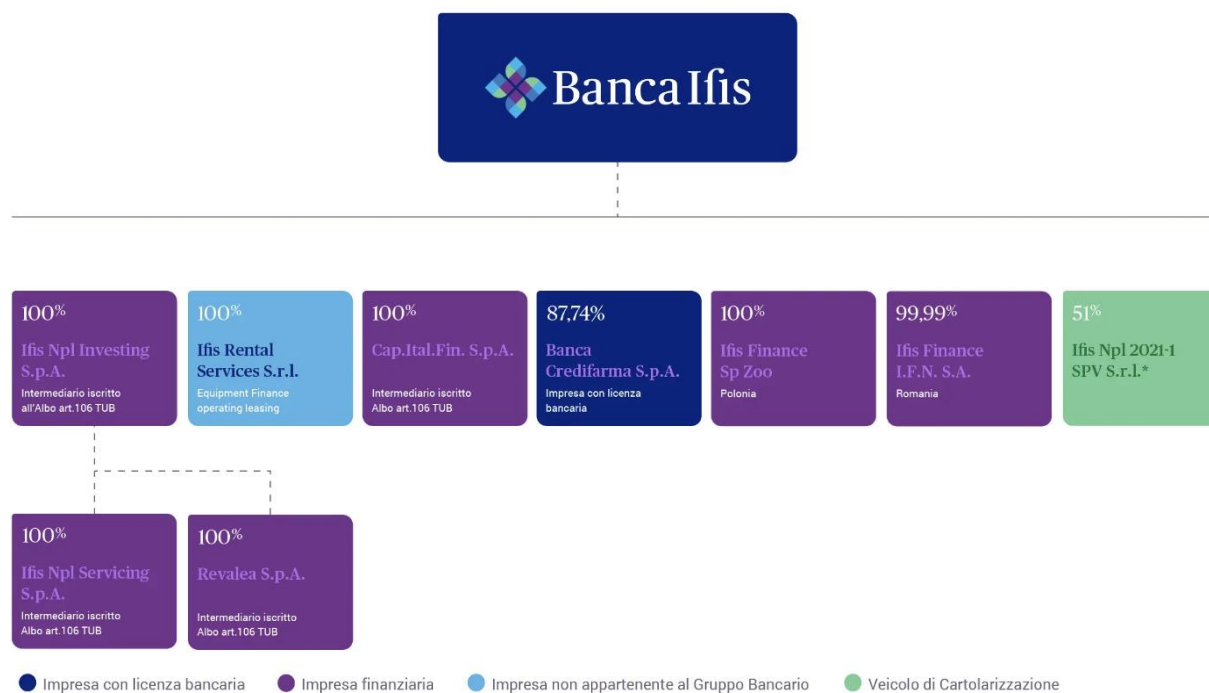 Banca Ifis
100%
Ifis Npl Investing
S.p.A.
Intermediario iscritto
all'Albo art.106 TUB
100%
Ifis Rental
Services S.r.l.
Equipment Finance
operating leasing
100%
Cap.Ital.Fin. S.p.A.
Intermediario iscritto
Albo art.106 TUB
87,74%
Banca
Credifarma S.p.A.
Impresa con licenza
bancaria
100%
Ifis Finance
Sp Zoo
Polonia
99,99%
Ifis Finance
I.F.N. S.A.
Romania
51%
Ifis Npl 2021-1
SPV S.r.l.*
100%
Ifis Npl Servicing
S.p.A.
Intermediario iscritto
Albo art.106 TUB
100%
Revalea S.p.A.
Intermediario iscritto
Albo art.106 TUB
Impresa con licenza bancaria
Impresa finanziaria
Impresa non appartenente al Gruppo Bancario
Veicolo di Cartolarizzazione